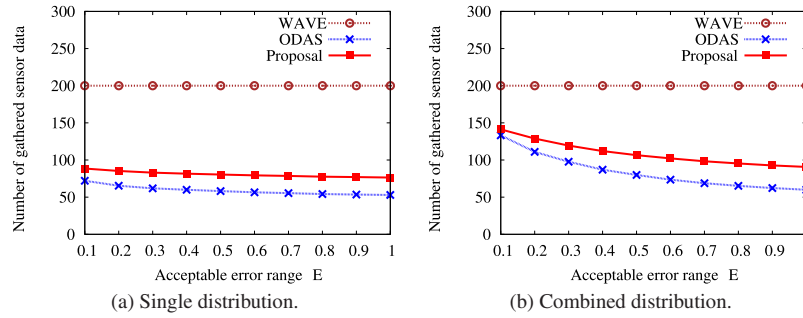 300
250
200
150
100
50
0
Number of gathered sensor data
WAVE
ODAS
Proposal
0.1 0.2 0.3 0.4 0.5 0.6 0.7 0.8 0.9 1
Acceptable error range E
(a) Single distribution.
300
250
200
150
100
50
0
Number of gathered sensor data
WAVE
ODAS
Proposal
0.1 0.2 0.3 0.4 0.5 0.6 0.7 0.8 0.9
Acceptable error range E
(b) Combined distribution.